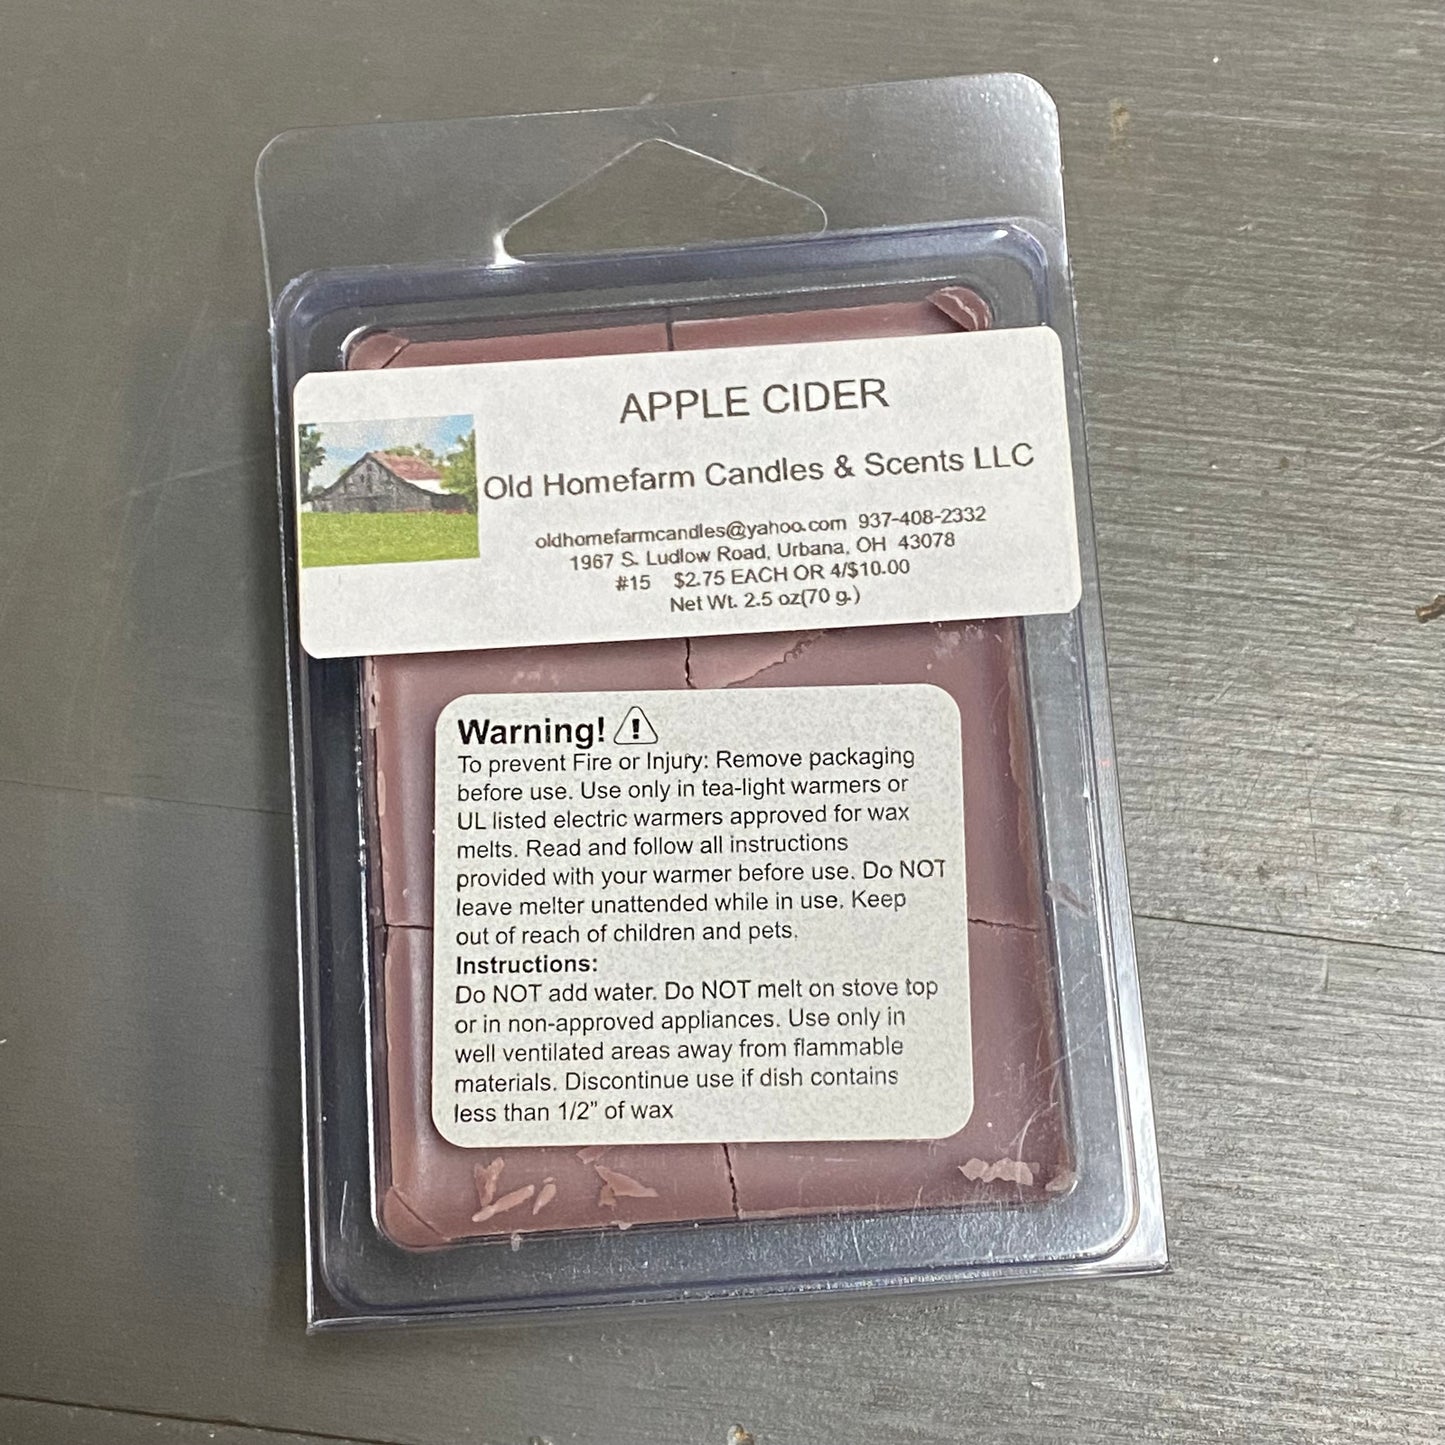 APPLE CIDER
Old Homefarm Candles & Scents LLC
oldhomefarmcandles@yahoo.com 937-408-2332
1967 S. Ludlow Road, Urbana, OH 43078
#15 $2.75 EACH OR 4/$10.00
Net Wt. 2.5 oz(70 g.)
Warning! !
To prevent Fire or Injury: Remove packaging
before use. Use only in tea-light warmers or
UL listed electric warmers approved for wax
melts. Read and follow all instructions
provided with your warmer before use. Do NOT
leave melter unattended while in use. Keep
out of reach of children and pets.
Instructions:
Do NOT add water. Do NOT melt on stove top
or in non-approved appliances. Use only in
well ventilated areas away from flammable
materials. Discontinue use if dish contains
less than 1/2” of wax